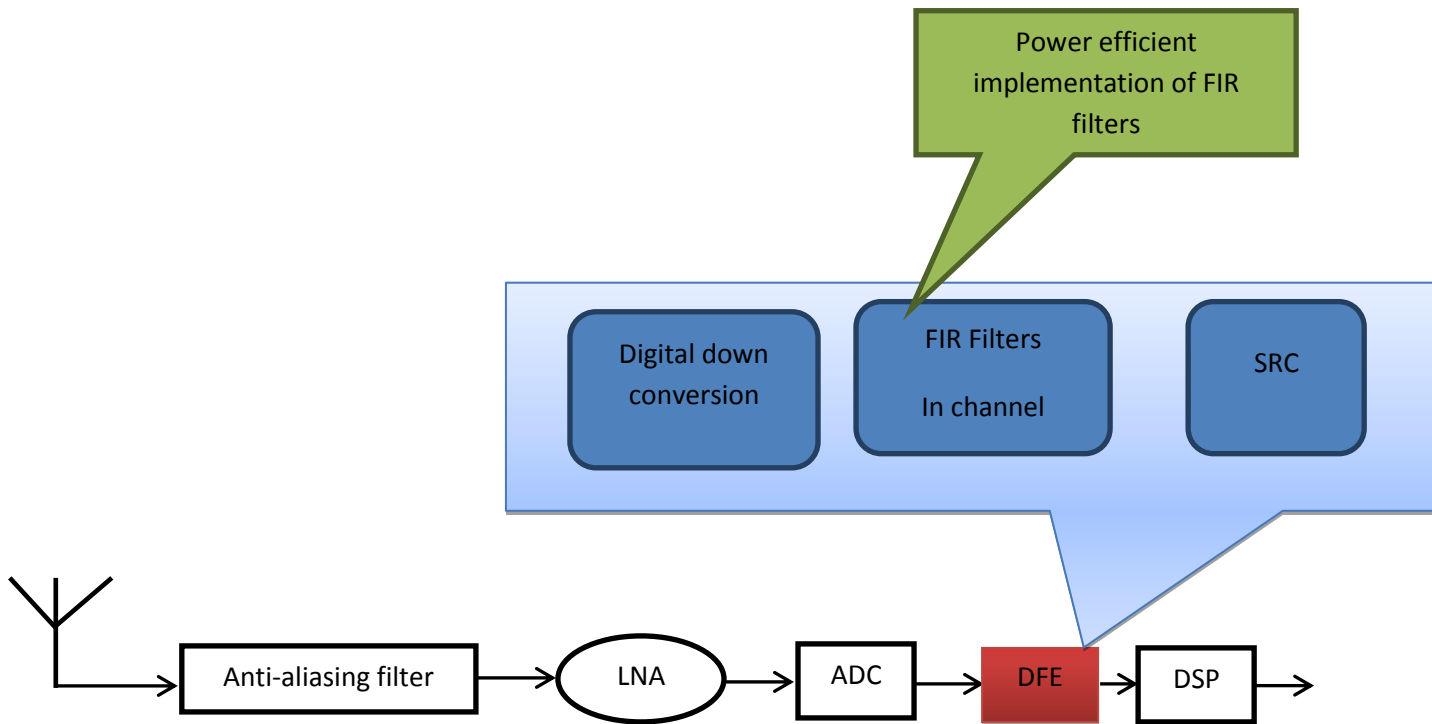 Power efficient
implementation of FIR
filters
Digital down
conversion
FIR Filters
In channel
SRC
Anti-aliasing filter
LNA
ADC
DFE
DSP